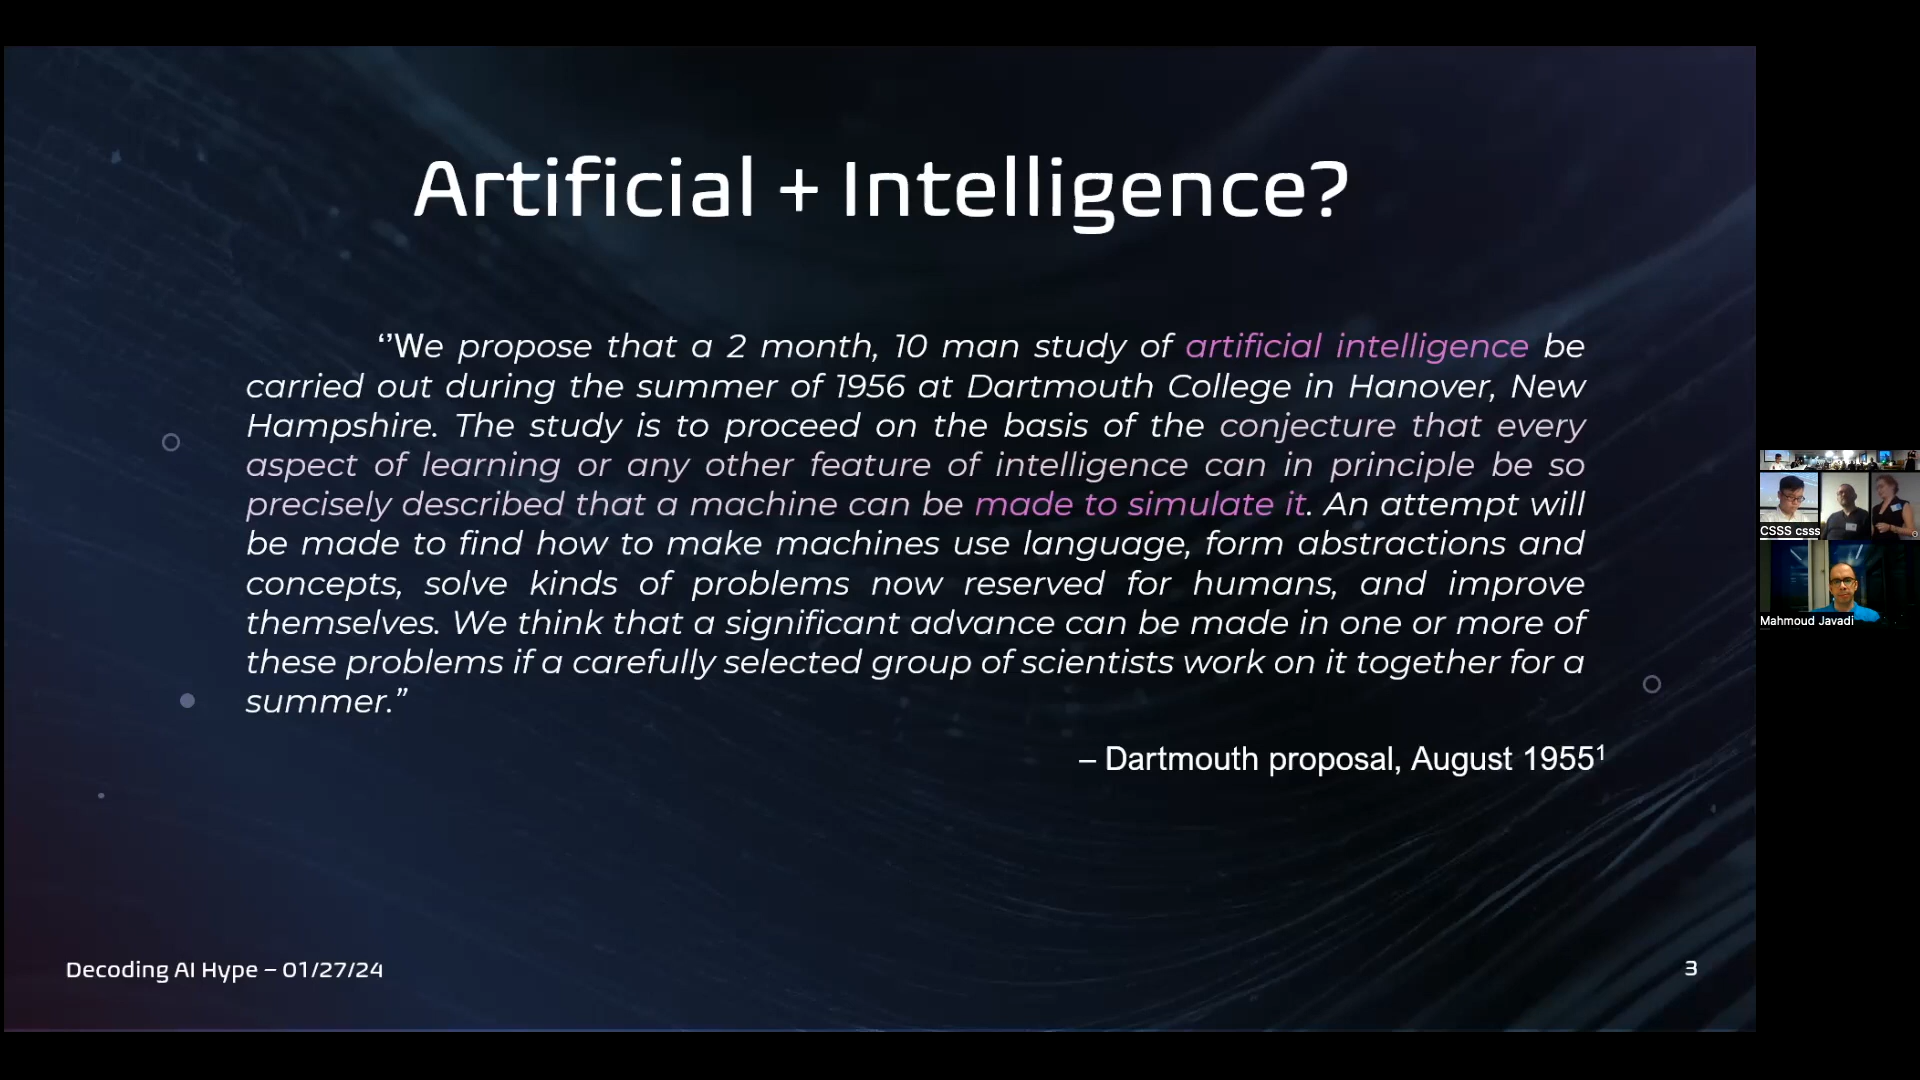 Artificial + Intelligence?
‘’We propose that a 2 month, 10 man study of artificial intelligence be
carried out during the summer of 1956 at Dartmouth College in Hanover, New
Hampshire. The study is to proceed on the basis of the conjecture that every
aspect of learning or any other feature of intelligence can in principle be so
precisely described that a machine can be made to simulate it. An attempt will
be made to find how to make machines use language, form abstractions and
concepts, solve kinds of problems now reserved for humans, and improve
themselves. We think that a significant advance can be made in one or more of
these problems if a carefully selected group of scientists work on it together for a
summer.”
– Dartmouth proposal, August 1955¹
Decoding AI Hype – 01/27/24
3
CSSS csss
Mahmoud Javadi